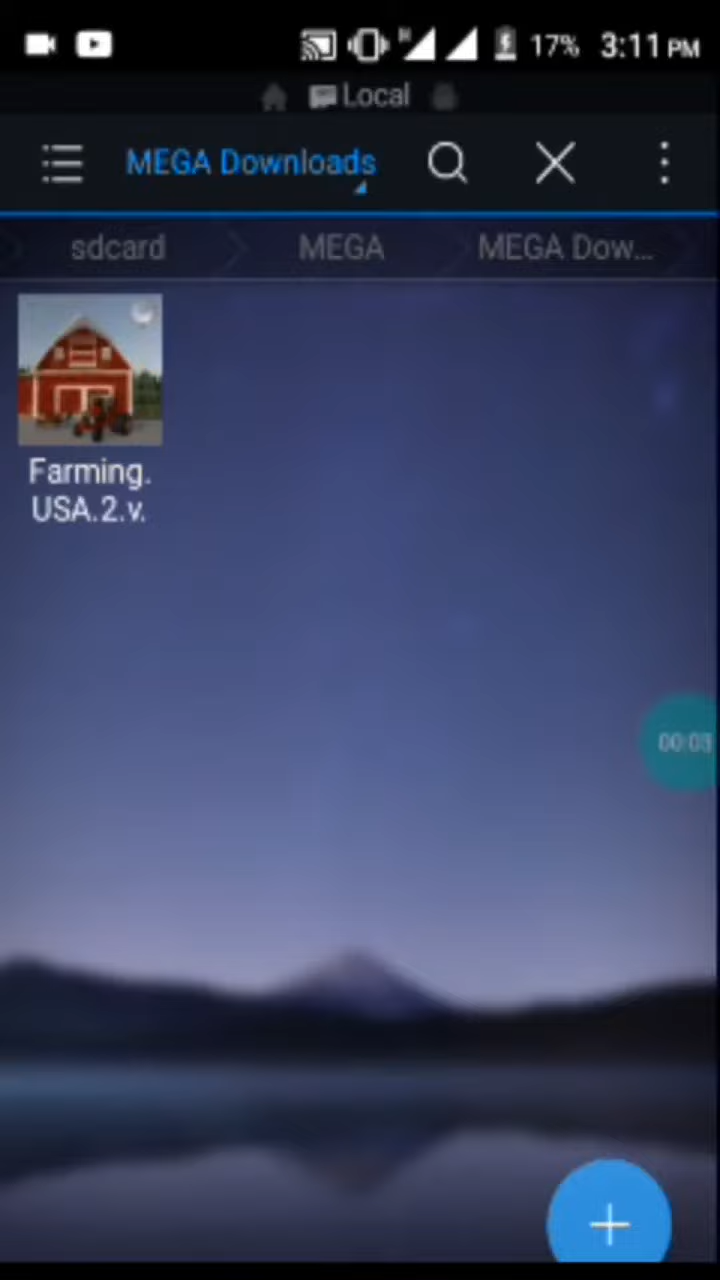 17% 3:11 PM
Local
MEGA Downloads
sdcard MEGA MEGA Dow...
Farming.
USA.2.v.
00:03